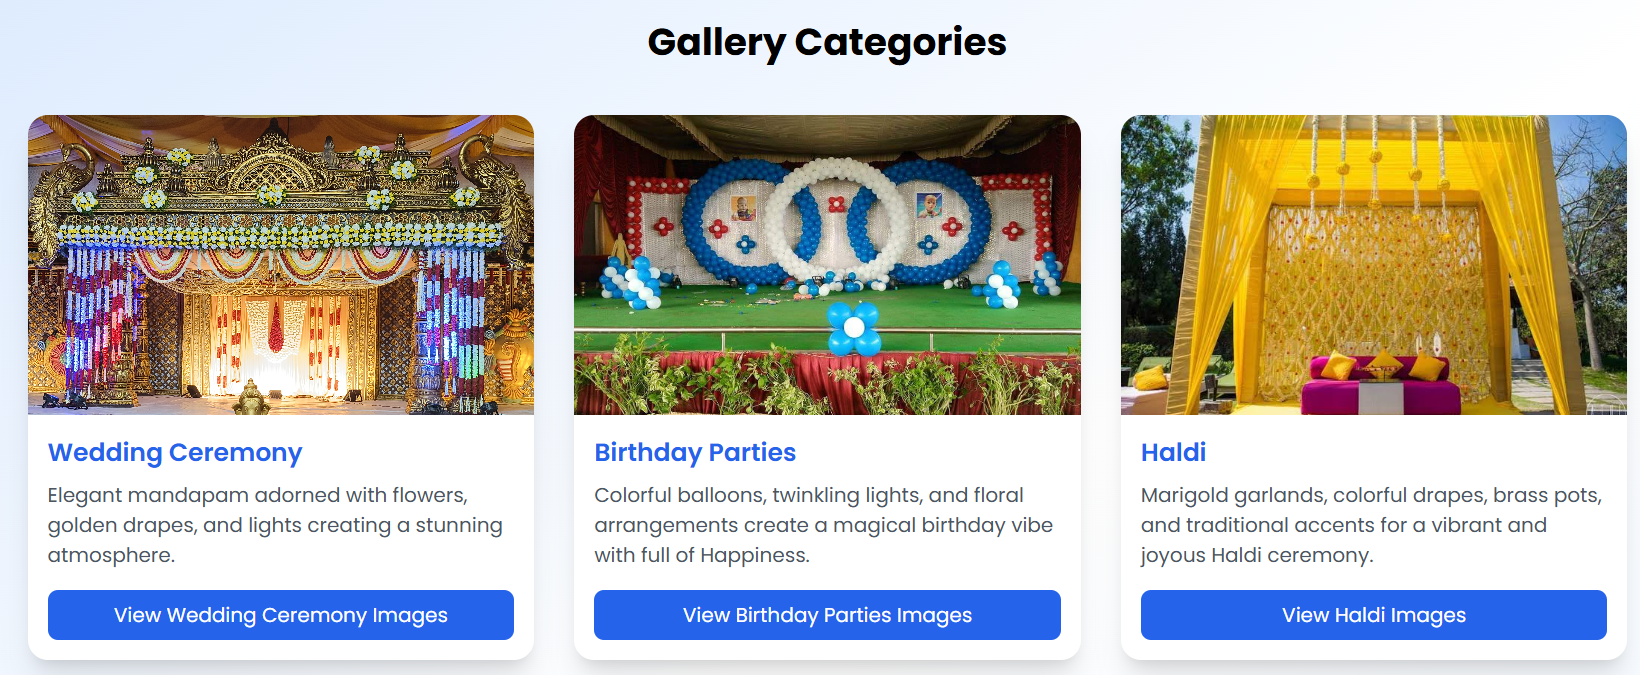 Gallery Categories
Wedding Ceremony
Elegant mandapam adorned with flowers,
golden drapes, and lights creating a stunning
atmosphere.
View Wedding Ceremony Images
Birthday Parties
Colorful balloons, twinkling lights, and floral
arrangements create a magical birthday vibe
with full of Happiness.
View Birthday Parties Images
Haldi
Marigold garlands, colorful drapes, brass pots,
and traditional accents for a vibrant and
joyous Haldi ceremony.
View Haldi Images